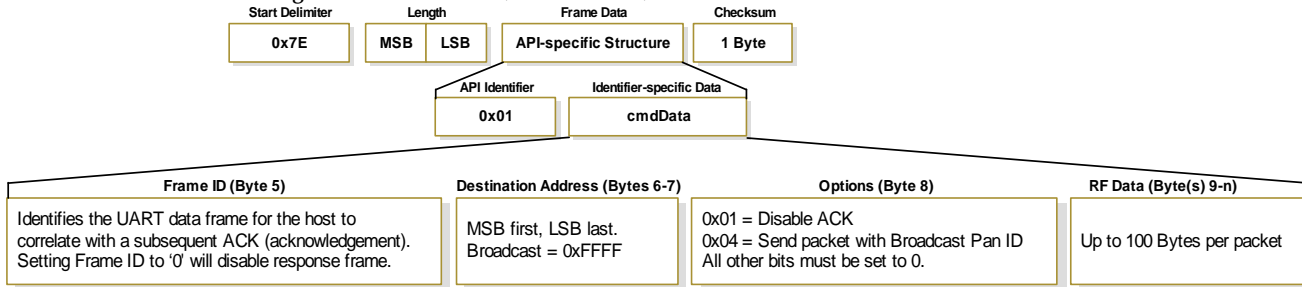 Start Delimiter Length Frame Data Checksum
0x7E MSB LSB API-specific Structure 1 Byte
API Identifier Identifier-specific Data
0x01 cmdData
Frame ID (Byte 5)
Identifies the UART data frame for the host to
correlate with a subsequent ACK (acknowledgement).
Setting Frame ID to ‘0’ will disable response frame.
Destination Address (Bytes 6-7)
MSB first, LSB last.
Broadcast = 0xFFFF
Options (Byte 8)
0x01 = Disable ACK
0x04 = Send packet with Broadcast Pan ID
All other bits must be set to 0.
RF Data (Byte(s) 9-n)
Up to 100 Bytes per packet